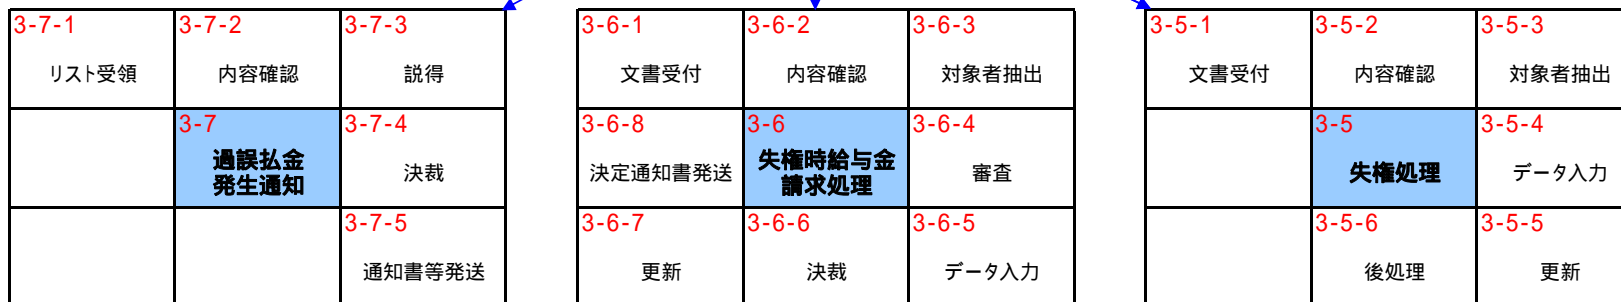 3-7-1
リスト受領
3-7-2
内容確認
3-7-3
説得
3-7
過誤払金
発生通知
3-7-4
決裁
3-7-5
通知書等発送
3-6-1
文書受付
3-6-2
内容確認
3-6-3
対象者抽出
3-6-8
決定通知書発送
3-6
失権時給与金
請求処理
3-6-4
審査
3-6-7
更新
3-6-6
決裁
3-6-5
データ入力
3-5-1
文書受付
3-5-2
内容確認
3-5-3
対象者抽出
3-5
失権処理
3-5-4
データ入力
3-5-6
後処理
3-5-5
更新